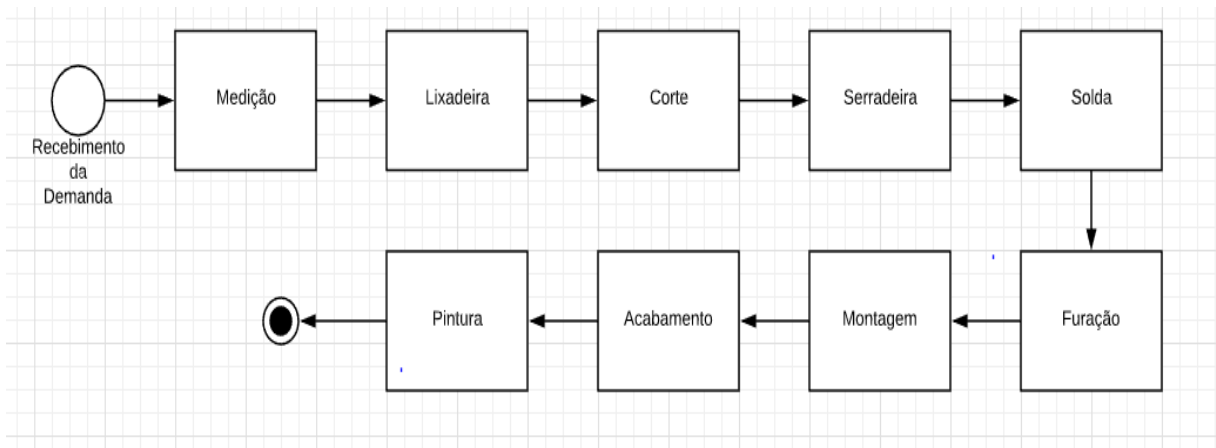 Medição
Lixadeira
Corte
Serradeira
Solda
Recebimento
da
Demanda
Pintura
Acabamento
Montagem
Furação